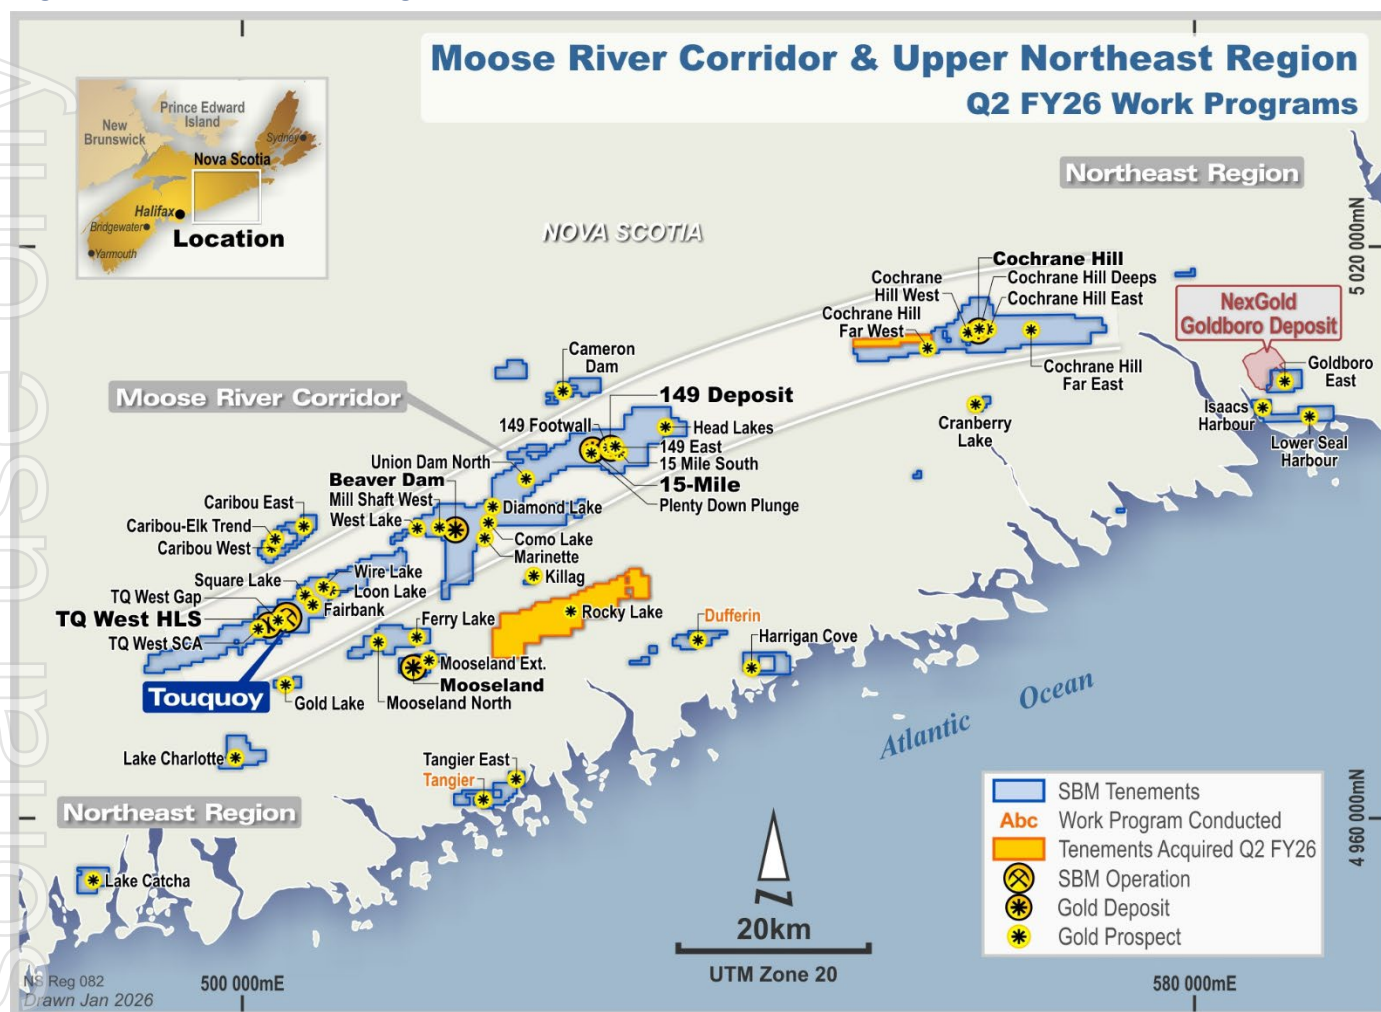 Moose River Corridor & Upper Northeast Region
Q2 FY26 Work Programs
Prince Edward
Island
New
Brunswick
Sydney
Nova Scotia
Halifax
Bridgewater
Yarmouth
Location
NOVA SCOTIA
Northeast Region
5 020 000mN
Cochrane Hill
Cochrane
Hill West
Cochrane Hill Deeps
Cochrane Hill East
Cochrane Hill
Far West
Cochrane Hill
Far East
NexGold
Goldboro Deposit
Goldboro
East
Isaacs
Harbour
Lower Seal
Harbour
Cranberry
Lake
Cameron
Dam
Moose River Corridor
149 Deposit
149 Footwall
Head Lakes
149 East
15 Mile South
15-Mile
Plenty Down Plunge
Union Dam North
Beaver Dam
Mill Shaft West
West Lake
Diamond Lake
Como Lake
Marinette
Killag
Caribou East
Caribou-Elk Trend
Caribou West
Square Lake
Wire Lake
Loon Lake
TQ West Gap
Fairbank
TQ West HLS
TQ West SCA
Touquoy
Ferry Lake
Rocky Lake
Dufferin
Harrigan Cove
Mooseland Ext.
Mooseland
Mooseland North
Gold Lake
Lake Charlotte
Tangier East
Tangier
Northeast Region
Lake Catcha
Atlantic Ocean
SBM Tenements
Abc Work Program Conducted
Tenements Acquired Q2 FY26
SBM Operation
Gold Deposit
Gold Prospect
4 960 000mN
N
20km
UTM Zone 20
NS Reg 082
Drawn Jan 2026
500 000mE
580 000mE